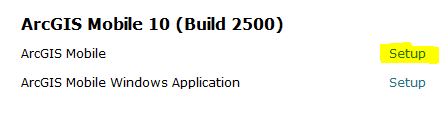 ArcGIS Mobile 10 (Build 2500)
ArcGIS Mobile Setup
ArcGIS Mobile Windows Application Setup